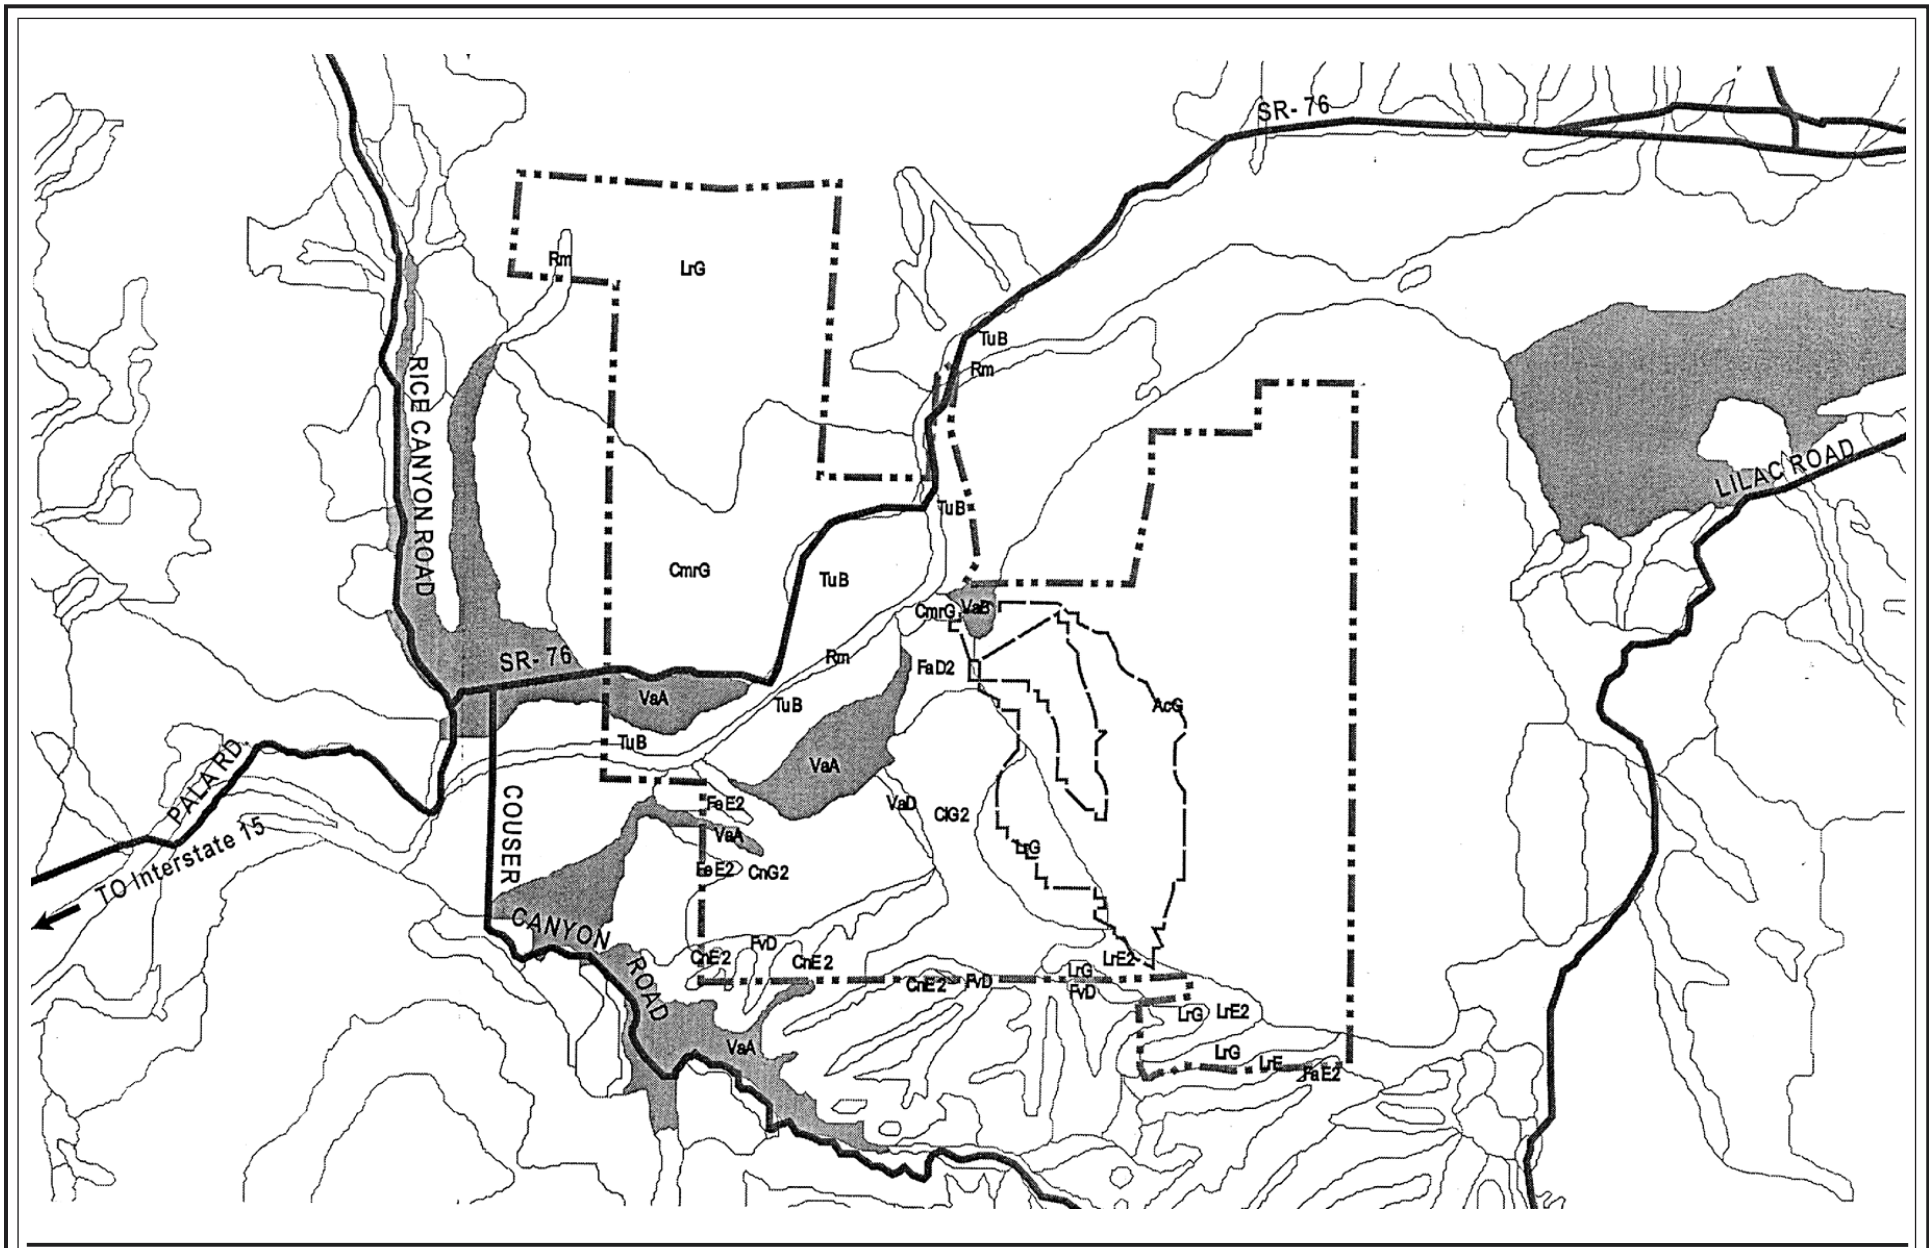 SR-76
Rm
LrG
TuB
Rm
RICE CANYON ROAD
LILAC ROAD
TuB
CmrG
TuB
CmrG
VaB
SR-76
Rm
FaD2
VaA
TuB
AcG
TuB
PALA RD.
VaA
FaE2
VaD
ClG2
COUSER
TO Interstate 15
VaA
LrG
FeE2
CnG2
CANYON
ROAD
FvD
CnE2
CnE2
LrE2
LrG
CnE2
FvD
FvD
LrG
LrE2
VaA
LrG
LrE
FaE2